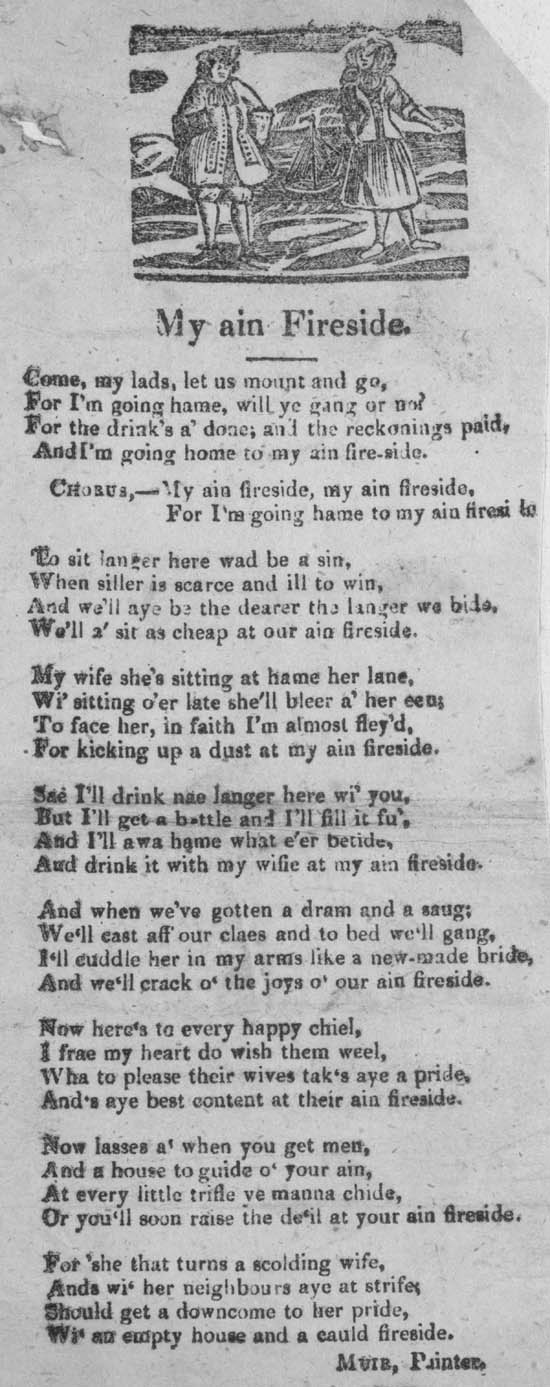 My ain Fireside.
Come, my lads, let us mount and go,
For I'm going hame, will ye gang or no?
For the drink's a' done; and the reckonings paid,
And I'm going home to my ain fire-side.
CHORUS,—My ain fireside, my ain fireside,
For I'm going hame to my ain firesi le
To sit langer here wad be a sin,
When siller is scarce and ill to win,
And we'll aye be the dearer the langer we bide,
We'll a' sit as cheap at our ain fireside.
My wife she's sitting at hame her lane,
Wi' sitting o'er late she'll bleer a' her een;
To face her, in faith I'm almost fley'd,
For kicking up a dust at my ain fireside.
Sae I'll drink nae langer here wi' you,
But I'll get a bottle and I'll fill it fu',
And I'll awa hame what e'er betide,
And drink it with my wifie at my ain fireside.
And when we've gotten a dram and a saug;
We'll cast aff our claes and to bed we'll gang,
I'll cuddle her in my arms like a new-made bride,
And we'll crack o' the joys o' our ain fireside.
Now here's to every happy chiel,
I frae my heart do wish them weel,
Wha to please their wives tak's aye a pride,
And's aye best content at their ain fireside.
Now lasses a' when you get men,
And a house to guide o' your ain,
At every little trifle ye manna chide,
Or you'll soon raise the de'il at your ain fireside.
For 'she that turns a scolding wife,
Ands wi' her neighbours aye at strife;
Should get a downcome to her pride,
Wi' an empty house and a cauld fireside.
MUIR, Printer.